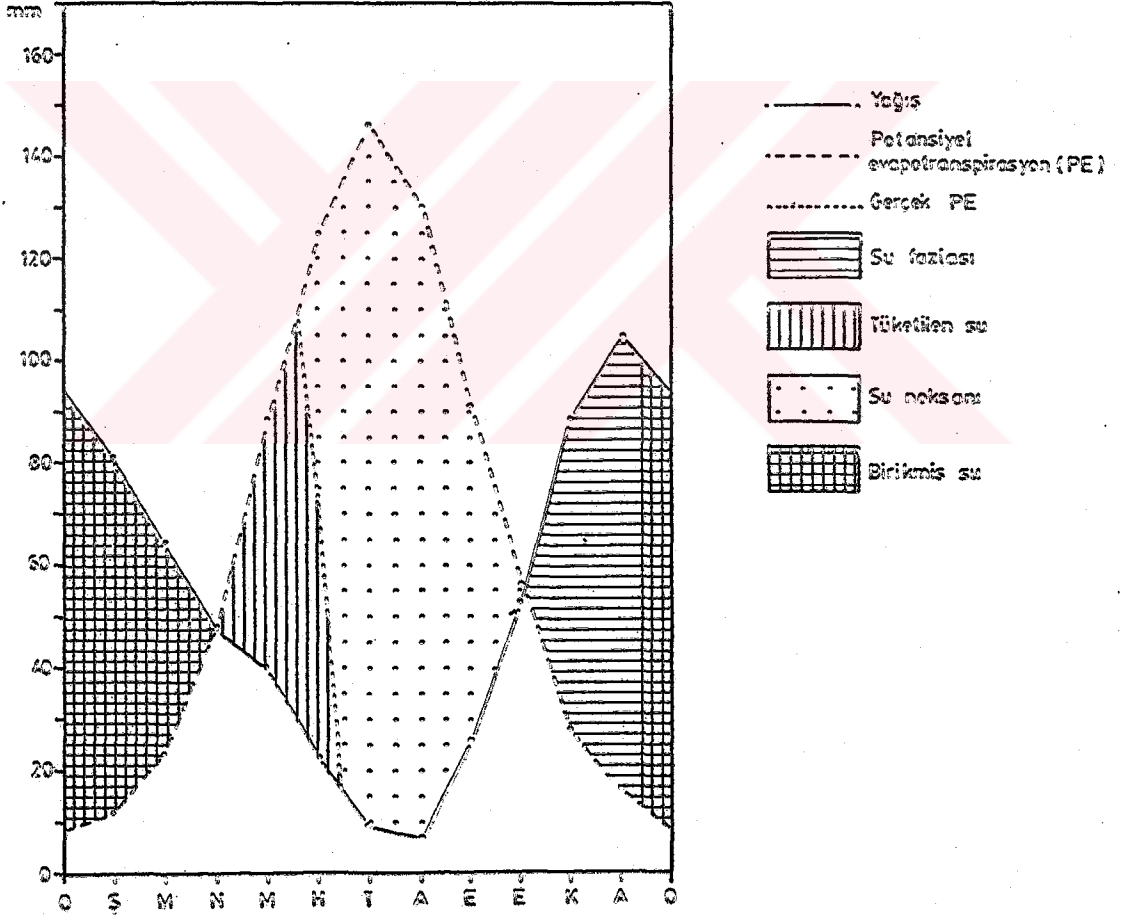 mm
160
140
120
100
80
60
40
20
0
O Ş M N M H T A E E K A O
Yağış
Potansiyel
evapotranspirasyon (PE)
Gerçek PE
Su fazlası
Tüketilen su
Su noksanı
Birikmiş su